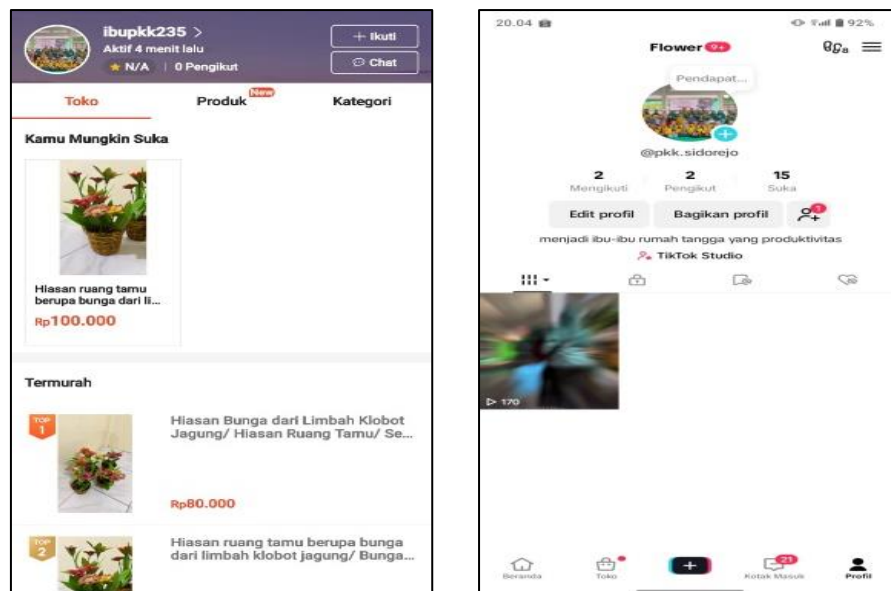 ibupkk235 >
Aktif 4 menit lalu
N/A | 0 Pengikut
+ Ikuti
Chat
Toko
Produk
New
Kategori
Kamu Mungkin Suka
Hiasan ruang tamu
berupa bunga dari li...
Rp100.000
Termurah
TOP
1
Hiasan Bunga dari Limbah Klobot
Jagung/ Hiasan Ruang Tamu/ Se...
Rp80.000
TOP
2
Hiasan ruang tamu berupa bunga
dari limbah klobot jagung/ Bunga...
20.04
92%
Flower 9+
8
Pendapat...
@pkk.sidorejo
2
Mengikuti
2
Pengikut
15
Suka
Edit profil
Bagikan profil
1
menjadi ibu-ibu rumah tangga yang produktivitas
TikTok Studio
170
Beranda
Toko
21
Kotak Masuk
Profil